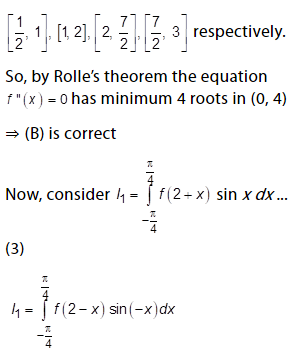 [1/2, 1], [1, 2], [2, 7/2], [7/2, 3] respectively.
So, by Rolle's theorem the equation
f "(x) = 0 has minimum 4 roots in (0, 4)
⇒ (B) is correct
Now, consider I₁ = ∫_{-π/4}^{π/4} f(2 + x) sin x dx ...
(3)
I₁ = ∫_{-π/4}^{π/4} f(2 − x) sin(−x)dx